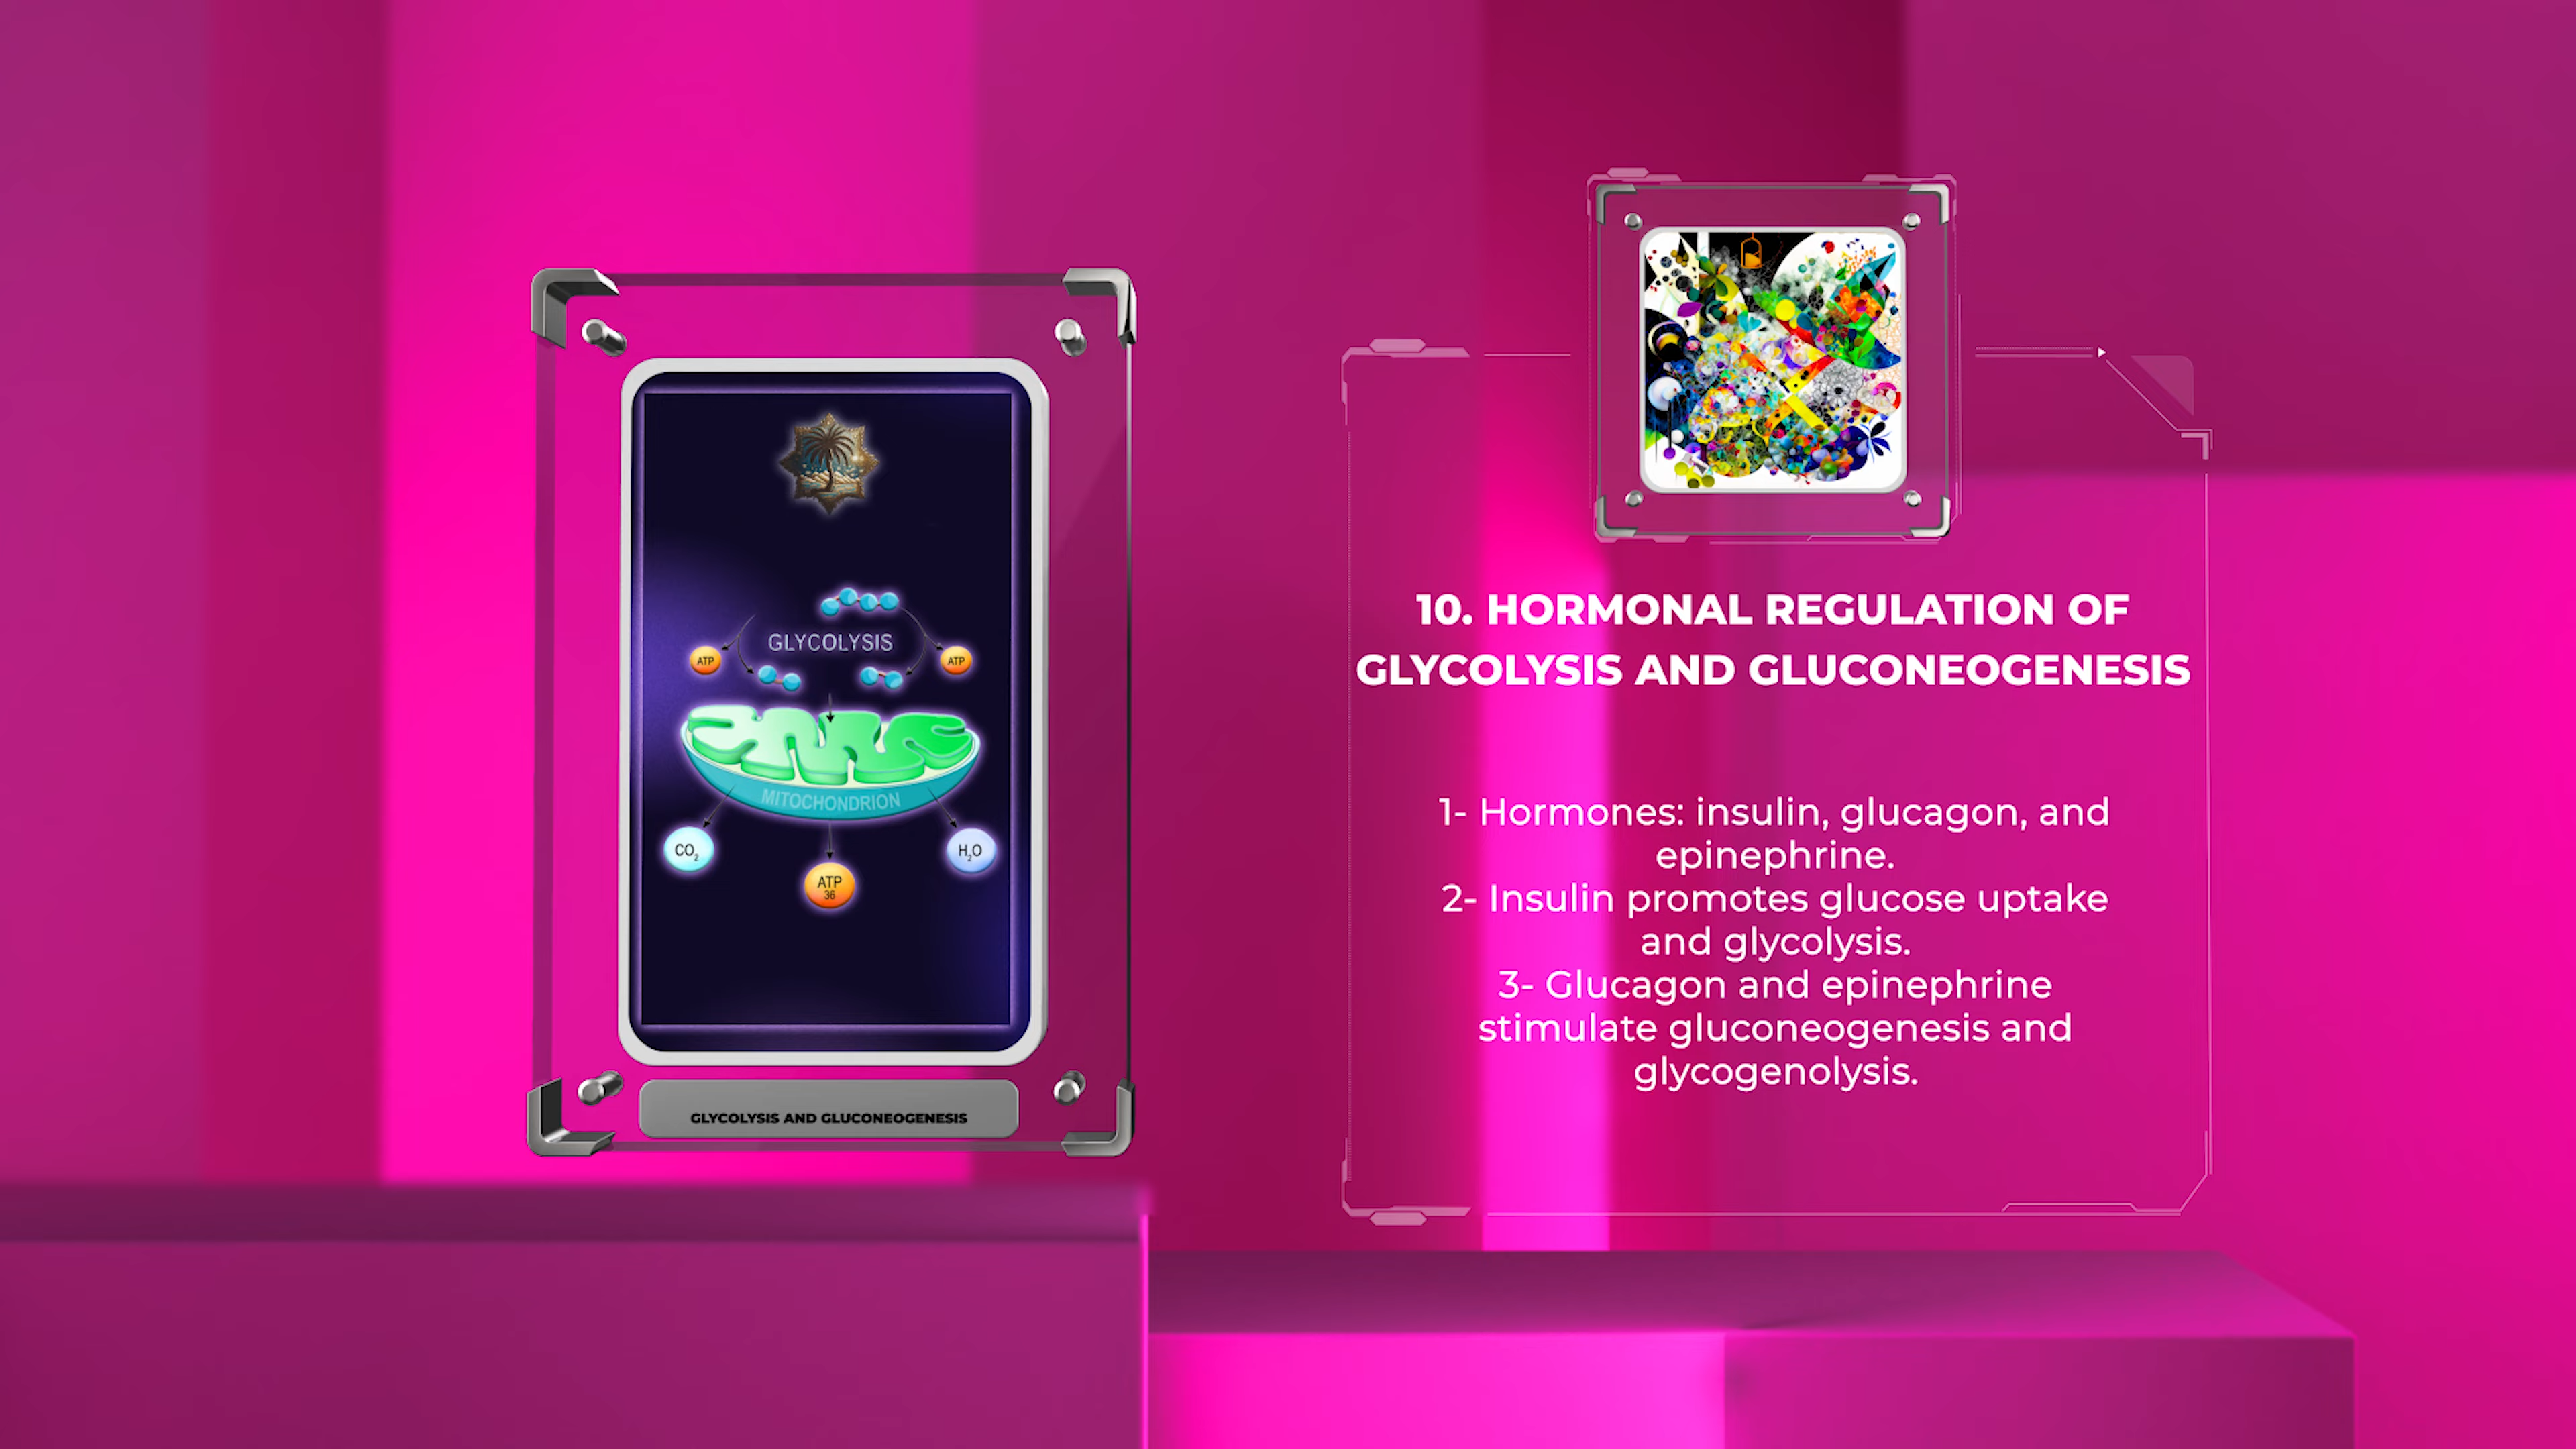 GLYCOLYSIS
ATP
ATP
MITOCHONDRION
CO2
H2O
ATP
36
GLYCOLYSIS AND GLUCONEOGENESIS
10. HORMONAL REGULATION OF
GLYCOLYSIS AND GLUCONEOGENESIS
1- Hormones: insulin, glucagon, and
epinephrine.
2- Insulin promotes glucose uptake
and glycolysis.
3- Glucagon and epinephrine
stimulate gluconeogenesis and
glycogenolysis.